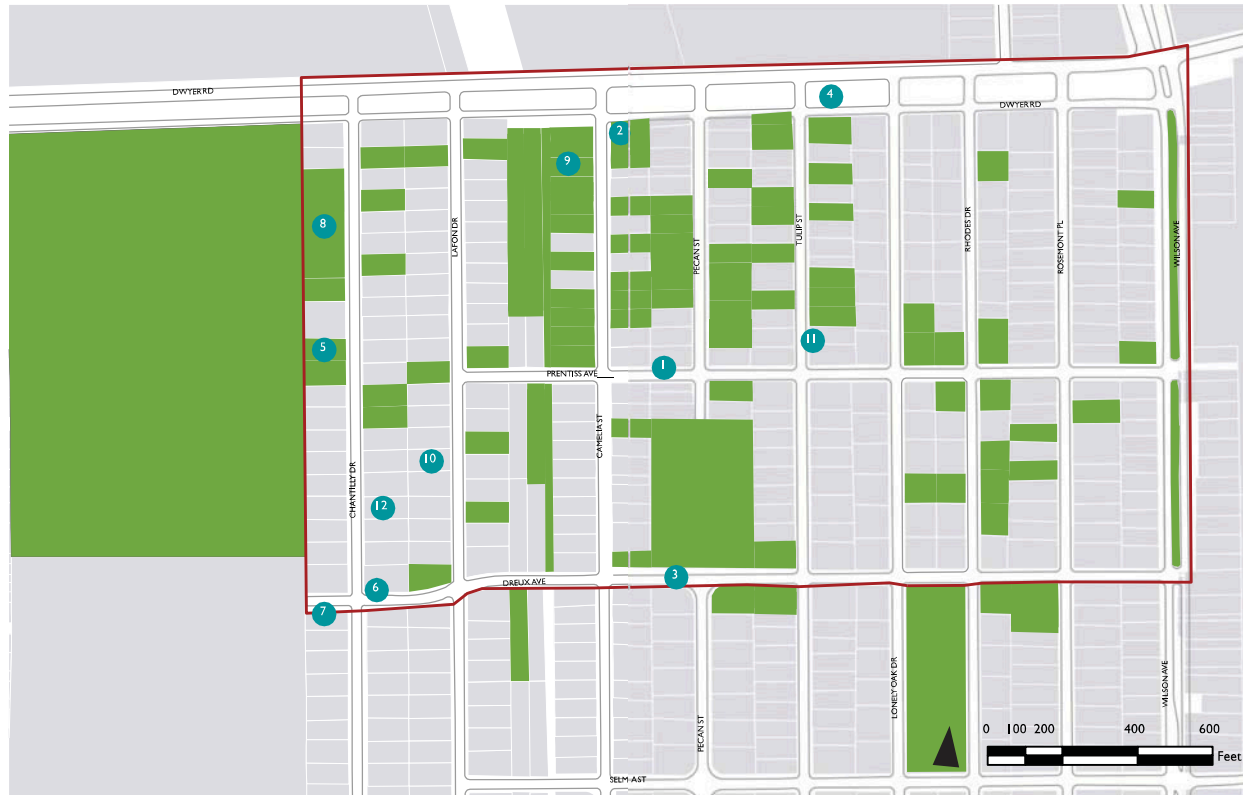 DWYER RD
4
DWYER RD
2
9
8
LAFON DR
PECAN ST
TULIP ST
RHODES DR
ROSEMONT PL
WILSON AVE
5
11
1
PRENTISS AVE
CAMELIA ST
10
CHANTILLY DR
12
3
DREUX AVE
6
7
LONELY OAK DR
WILSON AVE
PECAN ST
0 100 200 400 600
Feet
SELM AST